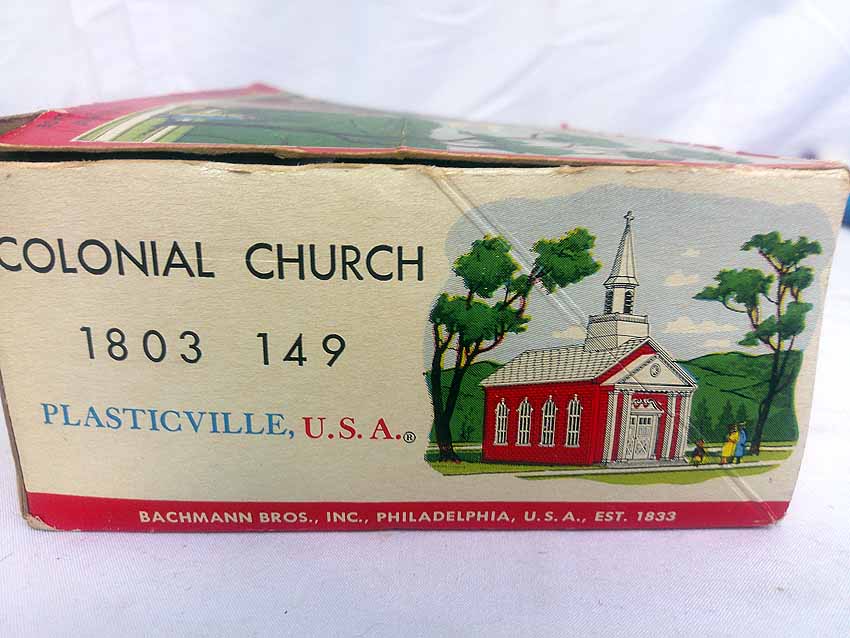 COLONIAL CHURCH
1803 149
PLASTICVILLE, U.S.A.®
BACHMANN BROS., INC., PHILADELPHIA, U.S.A., EST. 1833